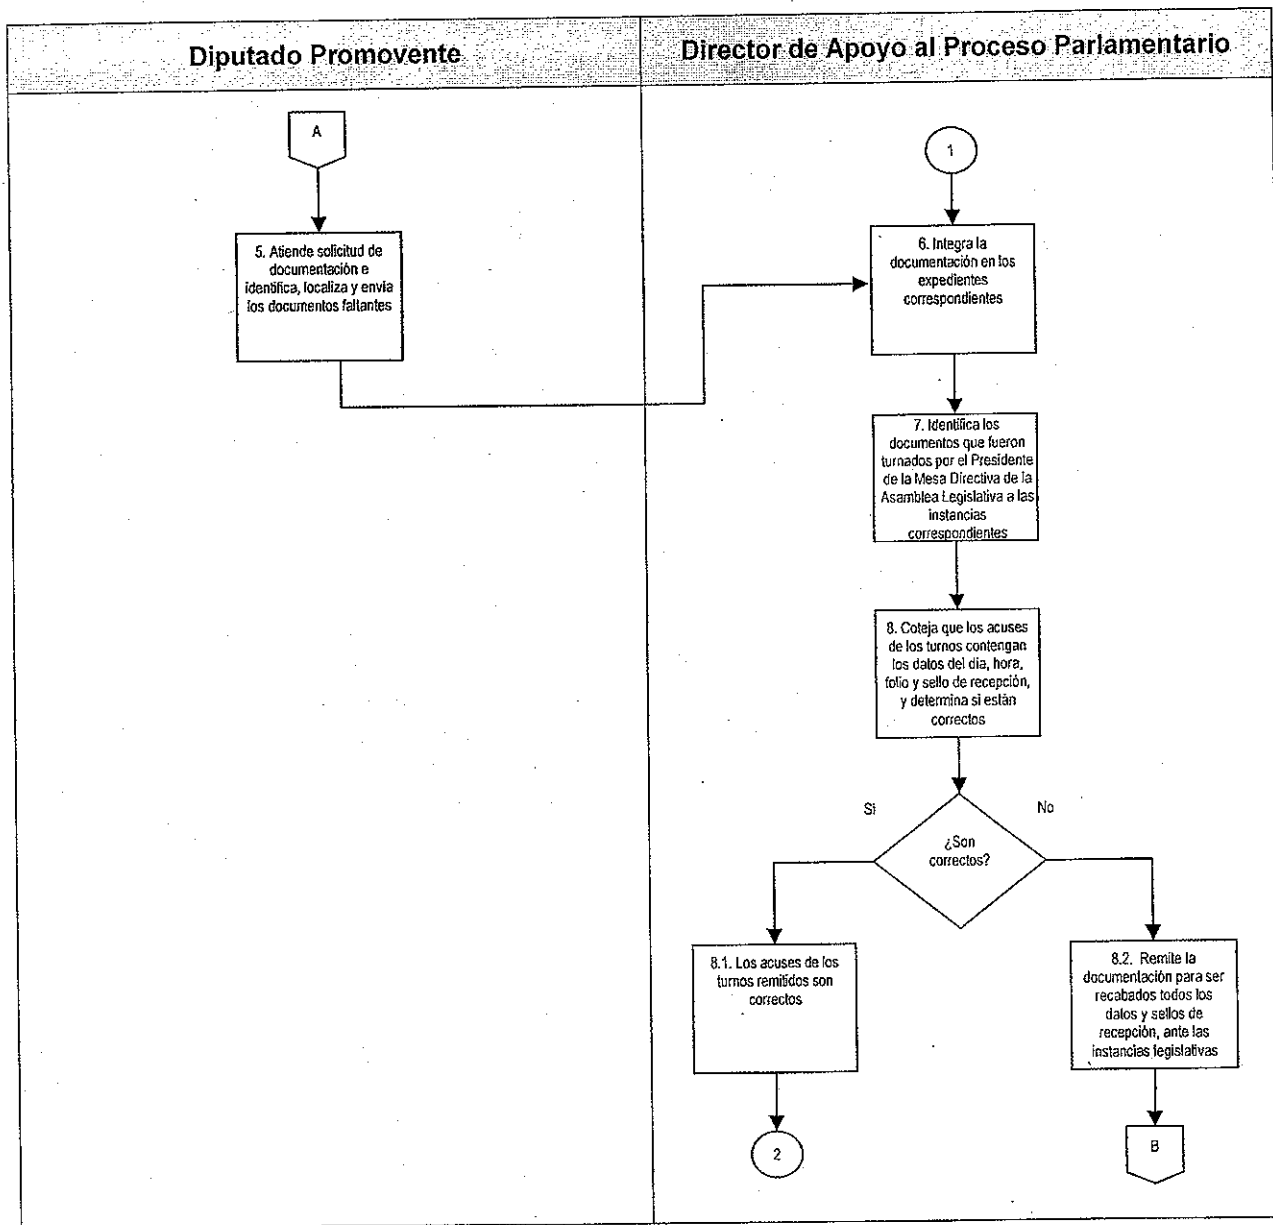 Diputado Promovente
Director de Apoyo al Proceso Parlamentario
A
1
5. Atiende solicitud de
documentación e
identifica, localiza y envia
los documentos faltantes
6. Integra la
documentación en los
expedientes
correspondientes
7. Identifica los
documentos que fueron
turnados por el Presidente
de la Mesa Directiva de la
Asamblea Legislativa a las
instancias
correspondientes
8. Coteja que los acuses
de los turnos contengan
los datos del dia, hora,
folio y sello de recepción,
y determina si están
correctos
Si
No
¿Son
correctos?
8.1. Los acuses de los
turnos remitidos son
correctos
8.2. Remite la
documentación para ser
recabados todos los
datos y sellos de
recepción, ante las
instancias legislativas
2
B